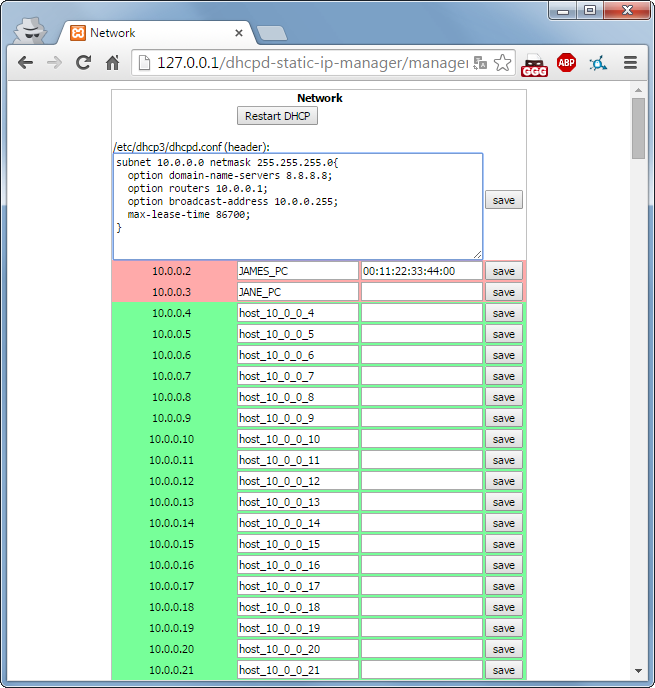 Network
127.0.0.1/dhcpd-static-ip-manager/manager
GGG
ABP
Network
Restart DHCP
/etc/dhcp3/dhcpd.conf (header):
subnet 10.0.0.0 netmask 255.255.255.0{
option domain-name-servers 8.8.8.8;
option routers 10.0.0.1;
option broadcast-address 10.0.0.255;
max-lease-time 86700;
}
save
10.0.0.2 JAMES_PC 00:11:22:33:44:00 save
10.0.0.3 JANE_PC save
10.0.0.4 host_10_0_0_4 save
10.0.0.5 host_10_0_0_5 save
10.0.0.6 host_10_0_0_6 save
10.0.0.7 host_10_0_0_7 save
10.0.0.8 host_10_0_0_8 save
10.0.0.9 host_10_0_0_9 save
10.0.0.10 host_10_0_0_10 save
10.0.0.11 host_10_0_0_11 save
10.0.0.12 host_10_0_0_12 save
10.0.0.13 host_10_0_0_13 save
10.0.0.14 host_10_0_0_14 save
10.0.0.15 host_10_0_0_15 save
10.0.0.16 host_10_0_0_16 save
10.0.0.17 host_10_0_0_17 save
10.0.0.18 host_10_0_0_18 save
10.0.0.19 host_10_0_0_19 save
10.0.0.20 host_10_0_0_20 save
10.0.0.21 host_10_0_0_21 save